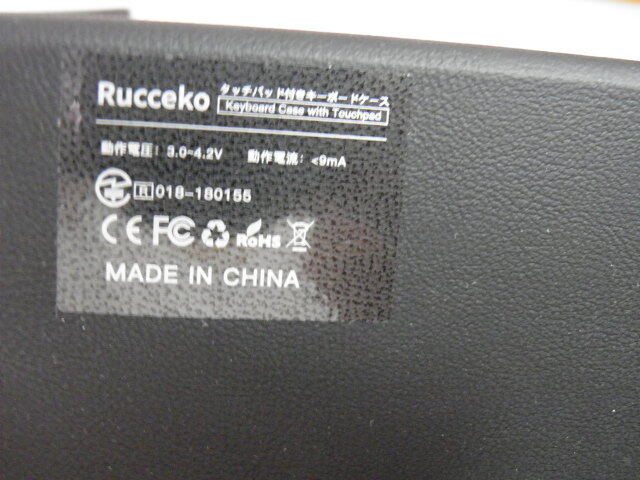 Rucceko タッチパッド付きキーボードケース
Keyboard Case with Touchpad
動作電圧: 3.0-4.2V 動作電流: <9mA
R 018-180155
CE FC RoHS
MADE IN CHINA